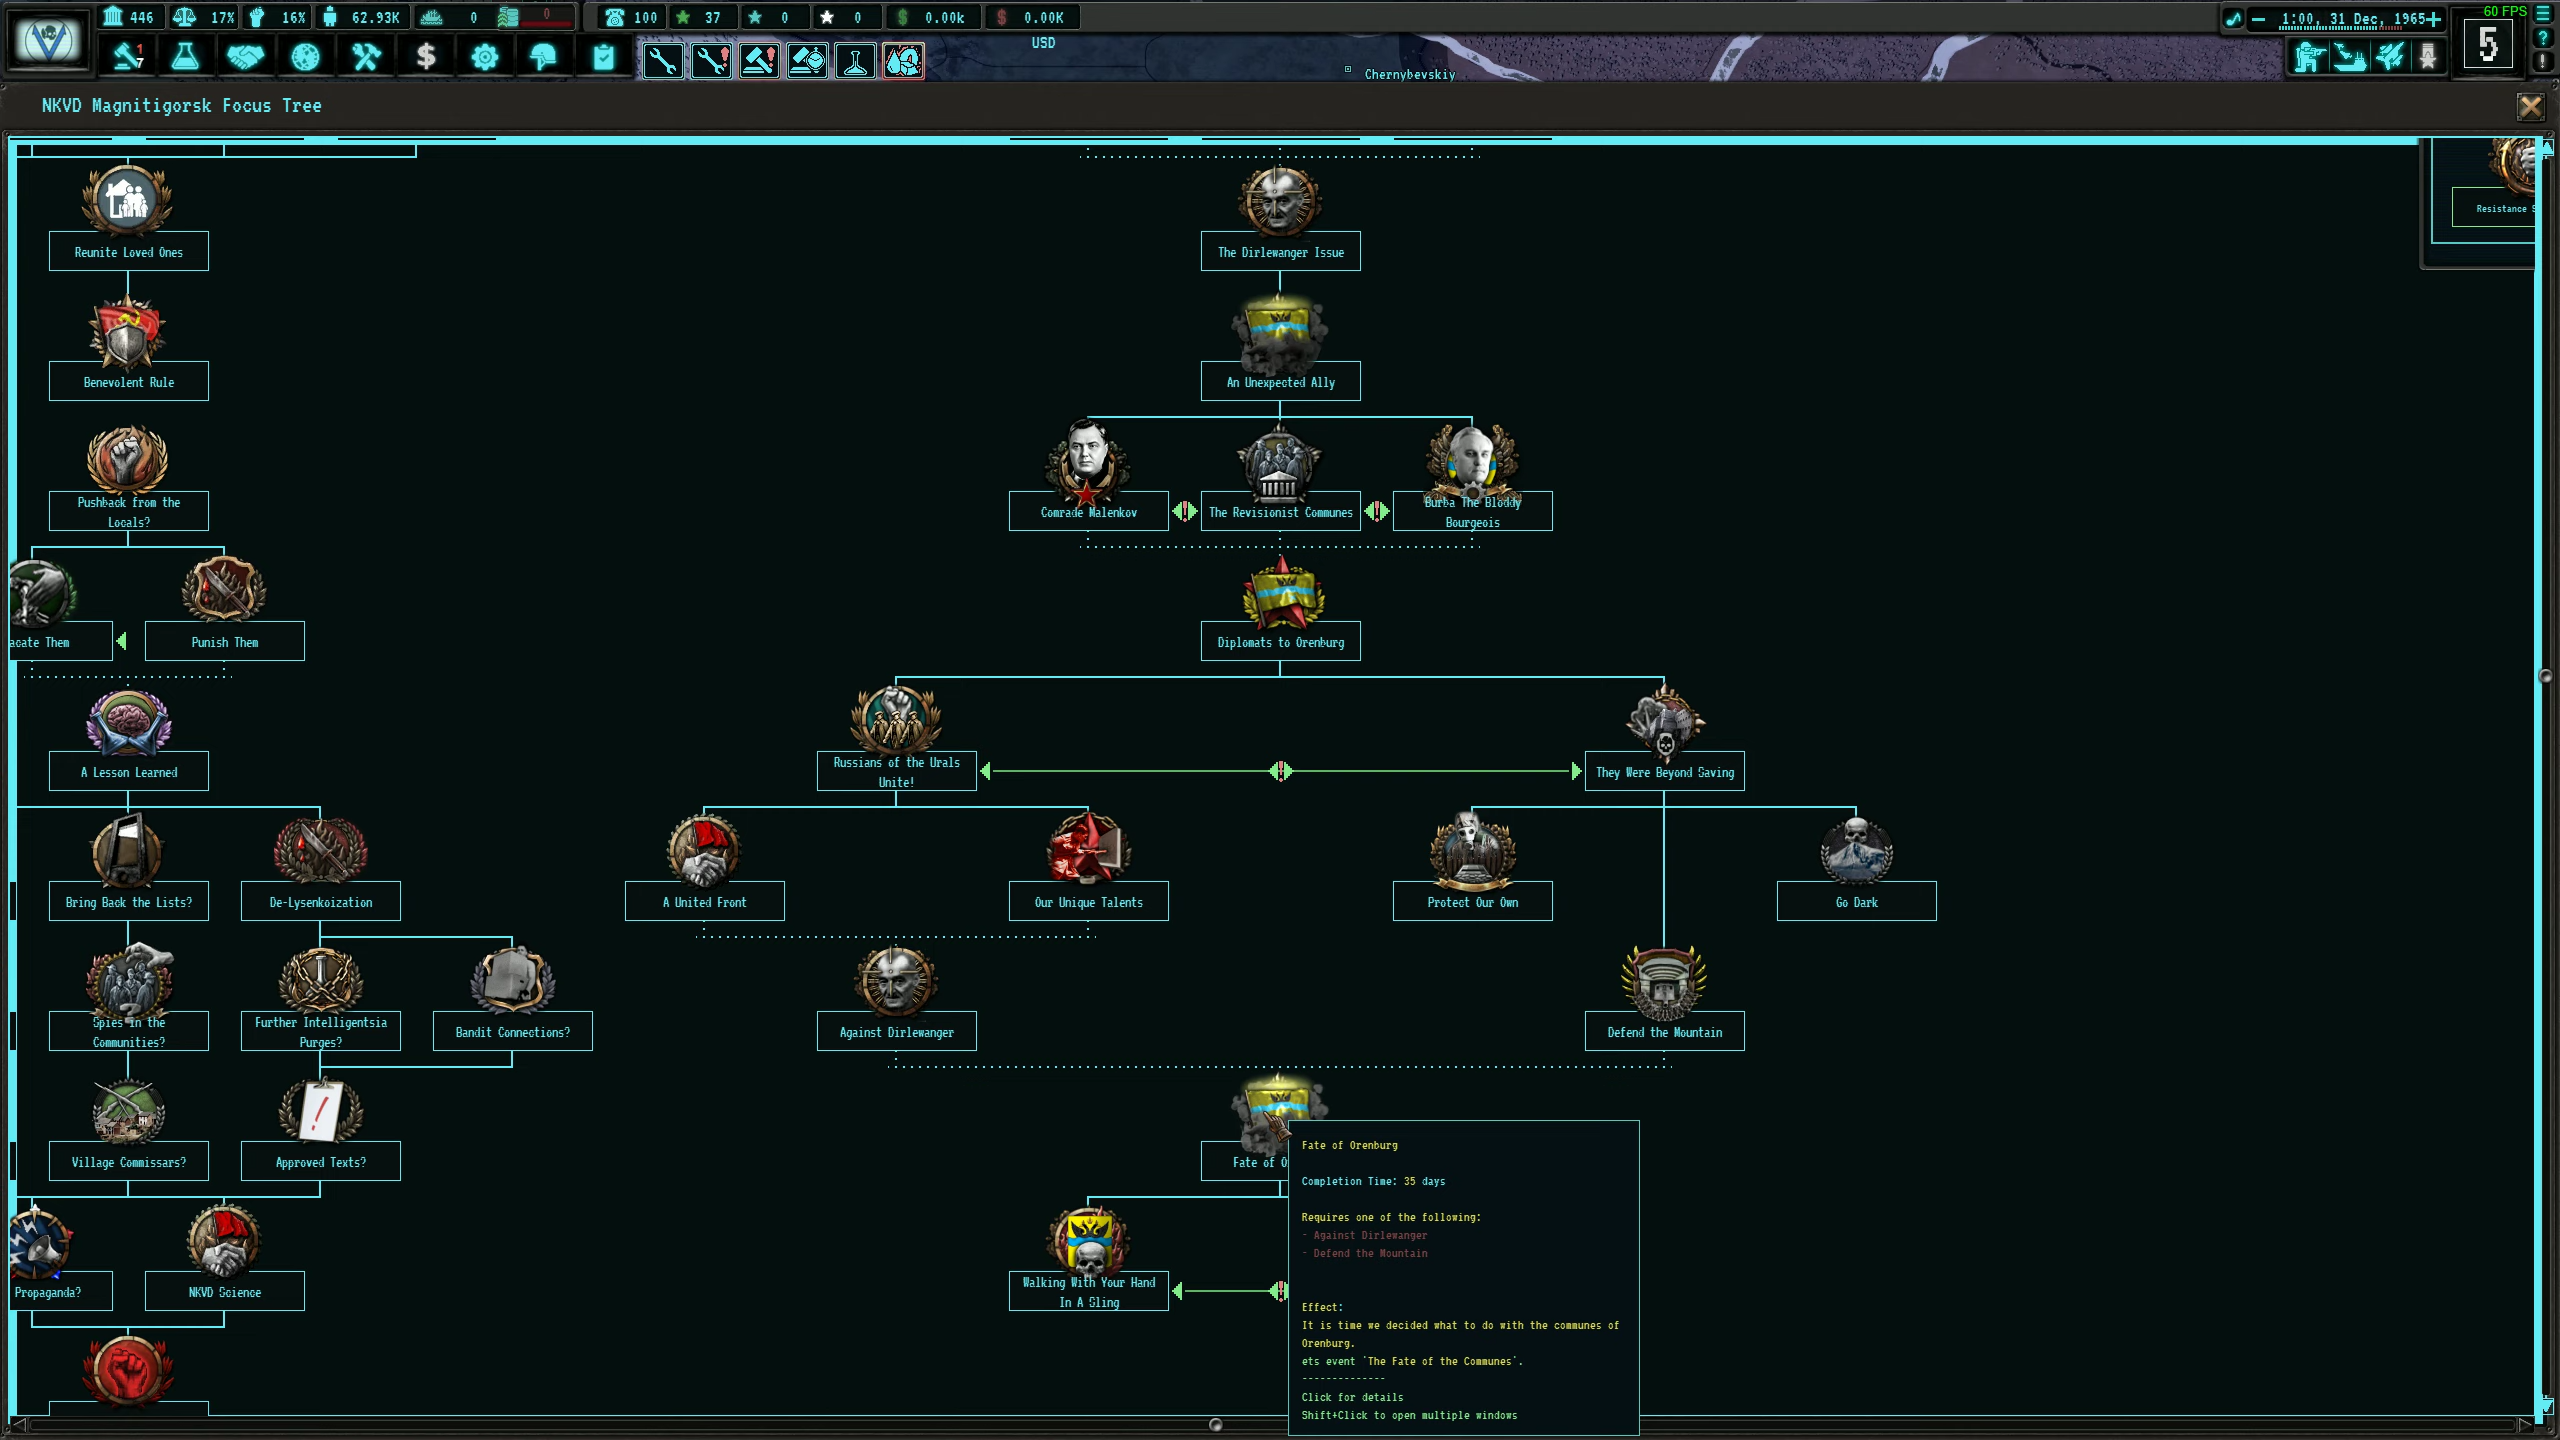 446 17% 16% 62.93K 0 0 100 37 0 0 0.00k 0.00K
1:00, 31 Dec, 1965
60 FPS
5
17
USD
Chernybevskiy
NKVD Magnitigorsk Focus Tree
Reunite Loved Ones
The Dirlewanger Issue
Resistance S
Benevolent Rule
An Unexpected Ally
Pushback from the
Locals?
Comrade Malenkov
The Revisionist Communes
Burba The Bloddy
Bourgeois
acate Them
Punish Them
Diplomats to Orenburg
A Lesson Learned
Russians of the Urals
Unite!
They Were Beyond Saving
Bring Back the Lists?
De-Lysenkoization
A United Front
Our Unique Talents
Protect Our Own
Go Dark
Spies in the
Communities?
Further Intelligentsia
Purges?
Bandit Connections?
Against Dirlewanger
Defend the Mountain
Village Commissars?
Approved Texts?
Fate of O
Propaganda?
NKVD Science
Walking With Your Hand
In A Sling
Fate of Orenburg
Completion Time: 35 days
Requires one of the following:
- Against Dirlewanger
- Defend the Mountain
Effect:
It is time we decided what to do with the communes of
Orenburg.
ets event 'The Fate of the Communes'.
--------------
Click for details
Shift+Click to open multiple windows